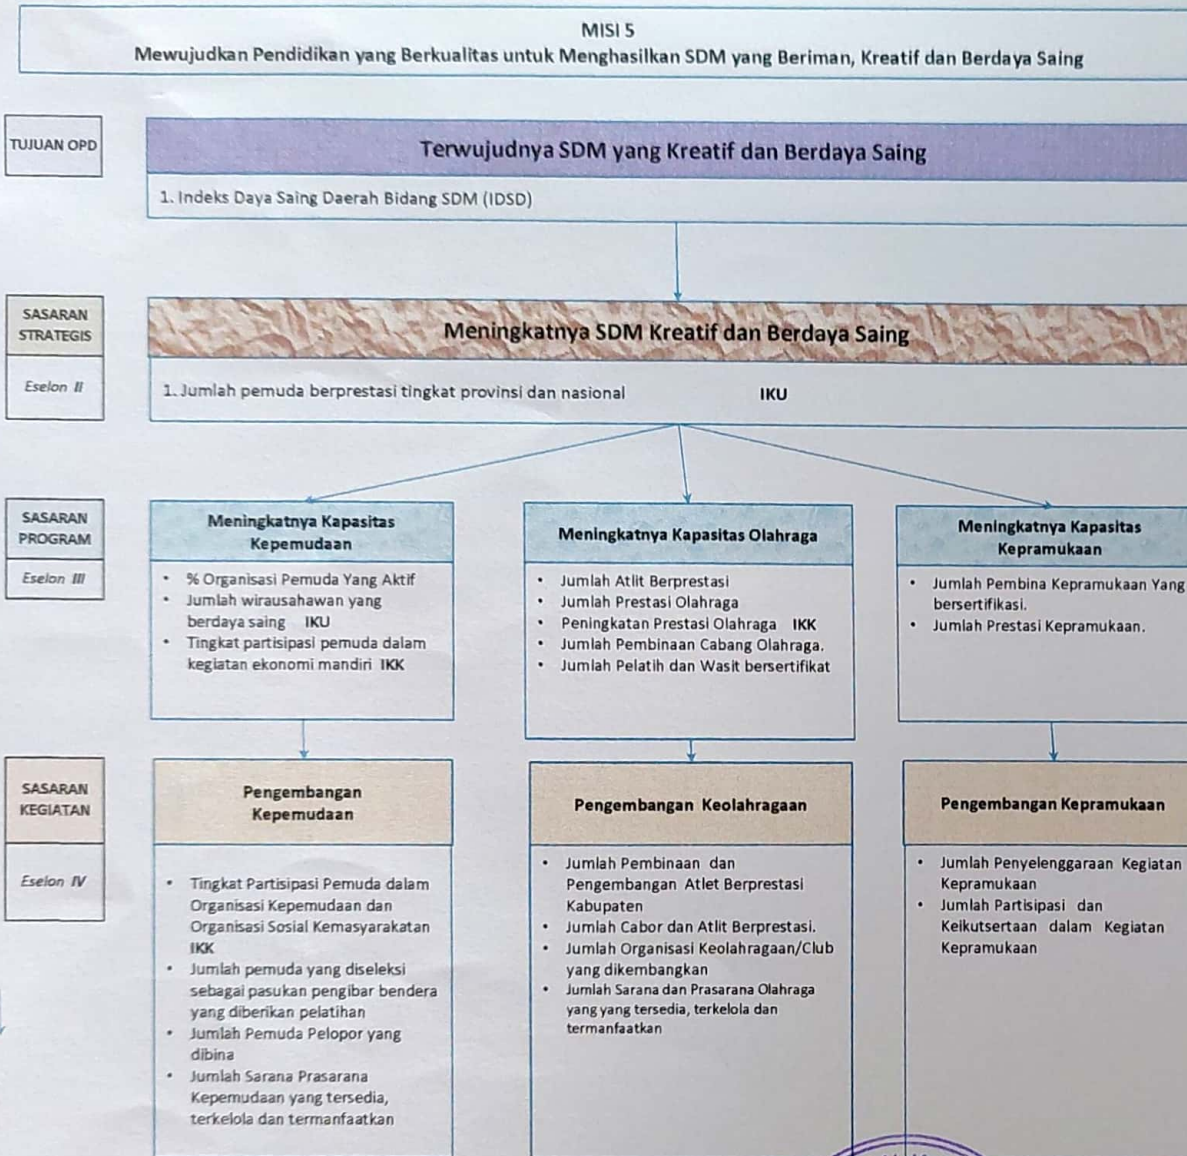 MISI 5
Mewujudkan Pendidikan yang Berkualitas untuk Menghasilkan SDM yang Beriman, Kreatif dan Berdaya Saing
TUJUAN OPD
Terwujudnya SDM yang Kreatif dan Berdaya Saing
1. Indeks Daya Saing Daerah Bidang SDM (IDSD)
SASARAN
STRATEGIS
Eselon II
Meningkatnya SDM Kreatif dan Berdaya Saing
1. Jumlah pemuda berprestasi tingkat provinsi dan nasional IKU
SASARAN
PROGRAM
Eselon III
Meningkatnya Kapasitas
Kepemudaan
• % Organisasi Pemuda Yang Aktif
• Jumlah wirausahawan yang
berdaya saing IKU
• Tingkat partisipasi pemuda dalam
kegiatan ekonomi mandiri IKK
Meningkatnya Kapasitas Olahraga
• Jumlah Atlit Berprestasi
• Jumlah Prestasi Olahraga
• Peningkatan Prestasi Olahraga IKK
• Jumlah Pembinaan Cabang Olahraga.
• Jumlah Pelatih dan Wasit bersertifikat
Meningkatnya Kapasitas
Kepramukaan
• Jumlah Pembina Kepramukaan Yang
bersertifikasi.
• Jumlah Prestasi Kepramukaan.
SASARAN
KEGIATAN
Eselon IV
Pengembangan
Kepemudaan
• Tingkat Partisipasi Pemuda dalam
Organisasi Kepemudaan dan
Organisasi Sosial Kemasyarakatan
IKK
• Jumlah pemuda yang diseleksi
sebagai pasukan pengibar bendera
yang diberikan pelatihan
• Jumlah Pemuda Pelopor yang
dibina
• Jumlah Sarana Prasarana
Kepemudaan yang tersedia,
terkelola dan termanfaatkan
Pengembangan Keolahragaan
• Jumlah Pembinaan dan
Pengembangan Atlet Berprestasi
Kabupaten
• Jumlah Cabor dan Atlit Berprestasi.
• Jumlah Organisasi Keolahragaan/Club
yang dikembangkan
• Jumlah Sarana dan Prasarana Olahraga
yang yang tersedia, terkelola dan
termanfaatkan
Pengembangan Kepramukaan
• Jumlah Penyelenggaraan Kegiatan
Kepramukaan
• Jumlah Partisipasi dan
Keikutsertaan dalam Kegiatan
Kepramukaan